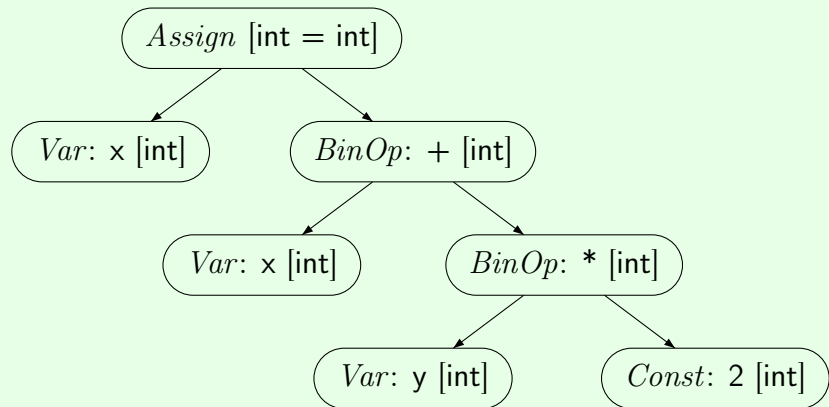 Assign [int = int]
Var: x [int]
BinOp: + [int]
Var: x [int]
BinOp: * [int]
Var: y [int]
Const: 2 [int]